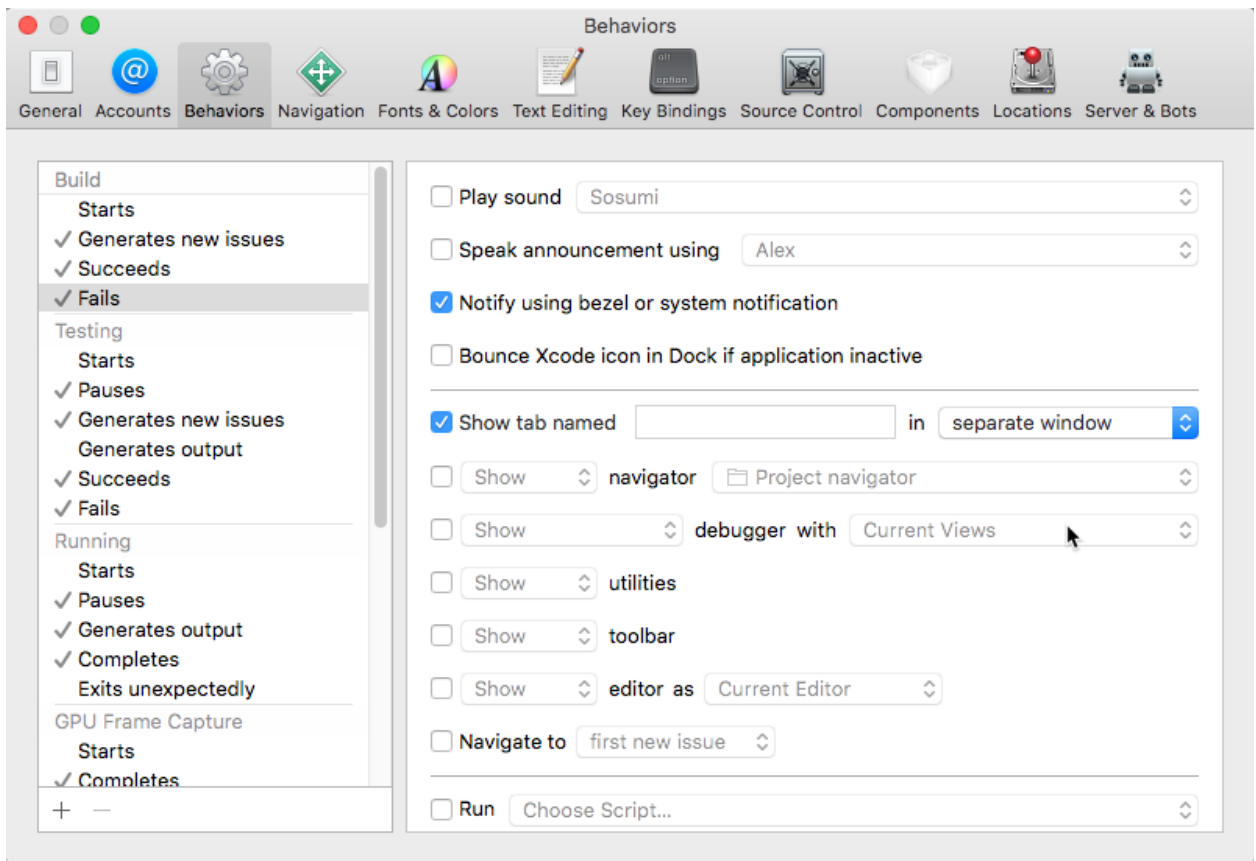 Behaviors
@
A
alt
option
General Accounts Behaviors Navigation Fonts & Colors Text Editing Key Bindings Source Control Components Locations Server & Bots
Build
Starts
Generates new issues
Succeeds
Fails
Testing
Starts
Pauses
Generates new issues
Generates output
Succeeds
Fails
Running
Starts
Pauses
Generates output
Completes
Exits unexpectedly
GPU Frame Capture
Starts
Completes
Play sound Sosumi
Speak announcement using Alex
Notify using bezel or system notification
Bounce Xcode icon in Dock if application inactive
Show tab named in separate window
Show navigator Project navigator
Show debugger with Current Views
Show utilities
Show toolbar
Show editor as Current Editor
Navigate to first new issue
Run Choose Script...